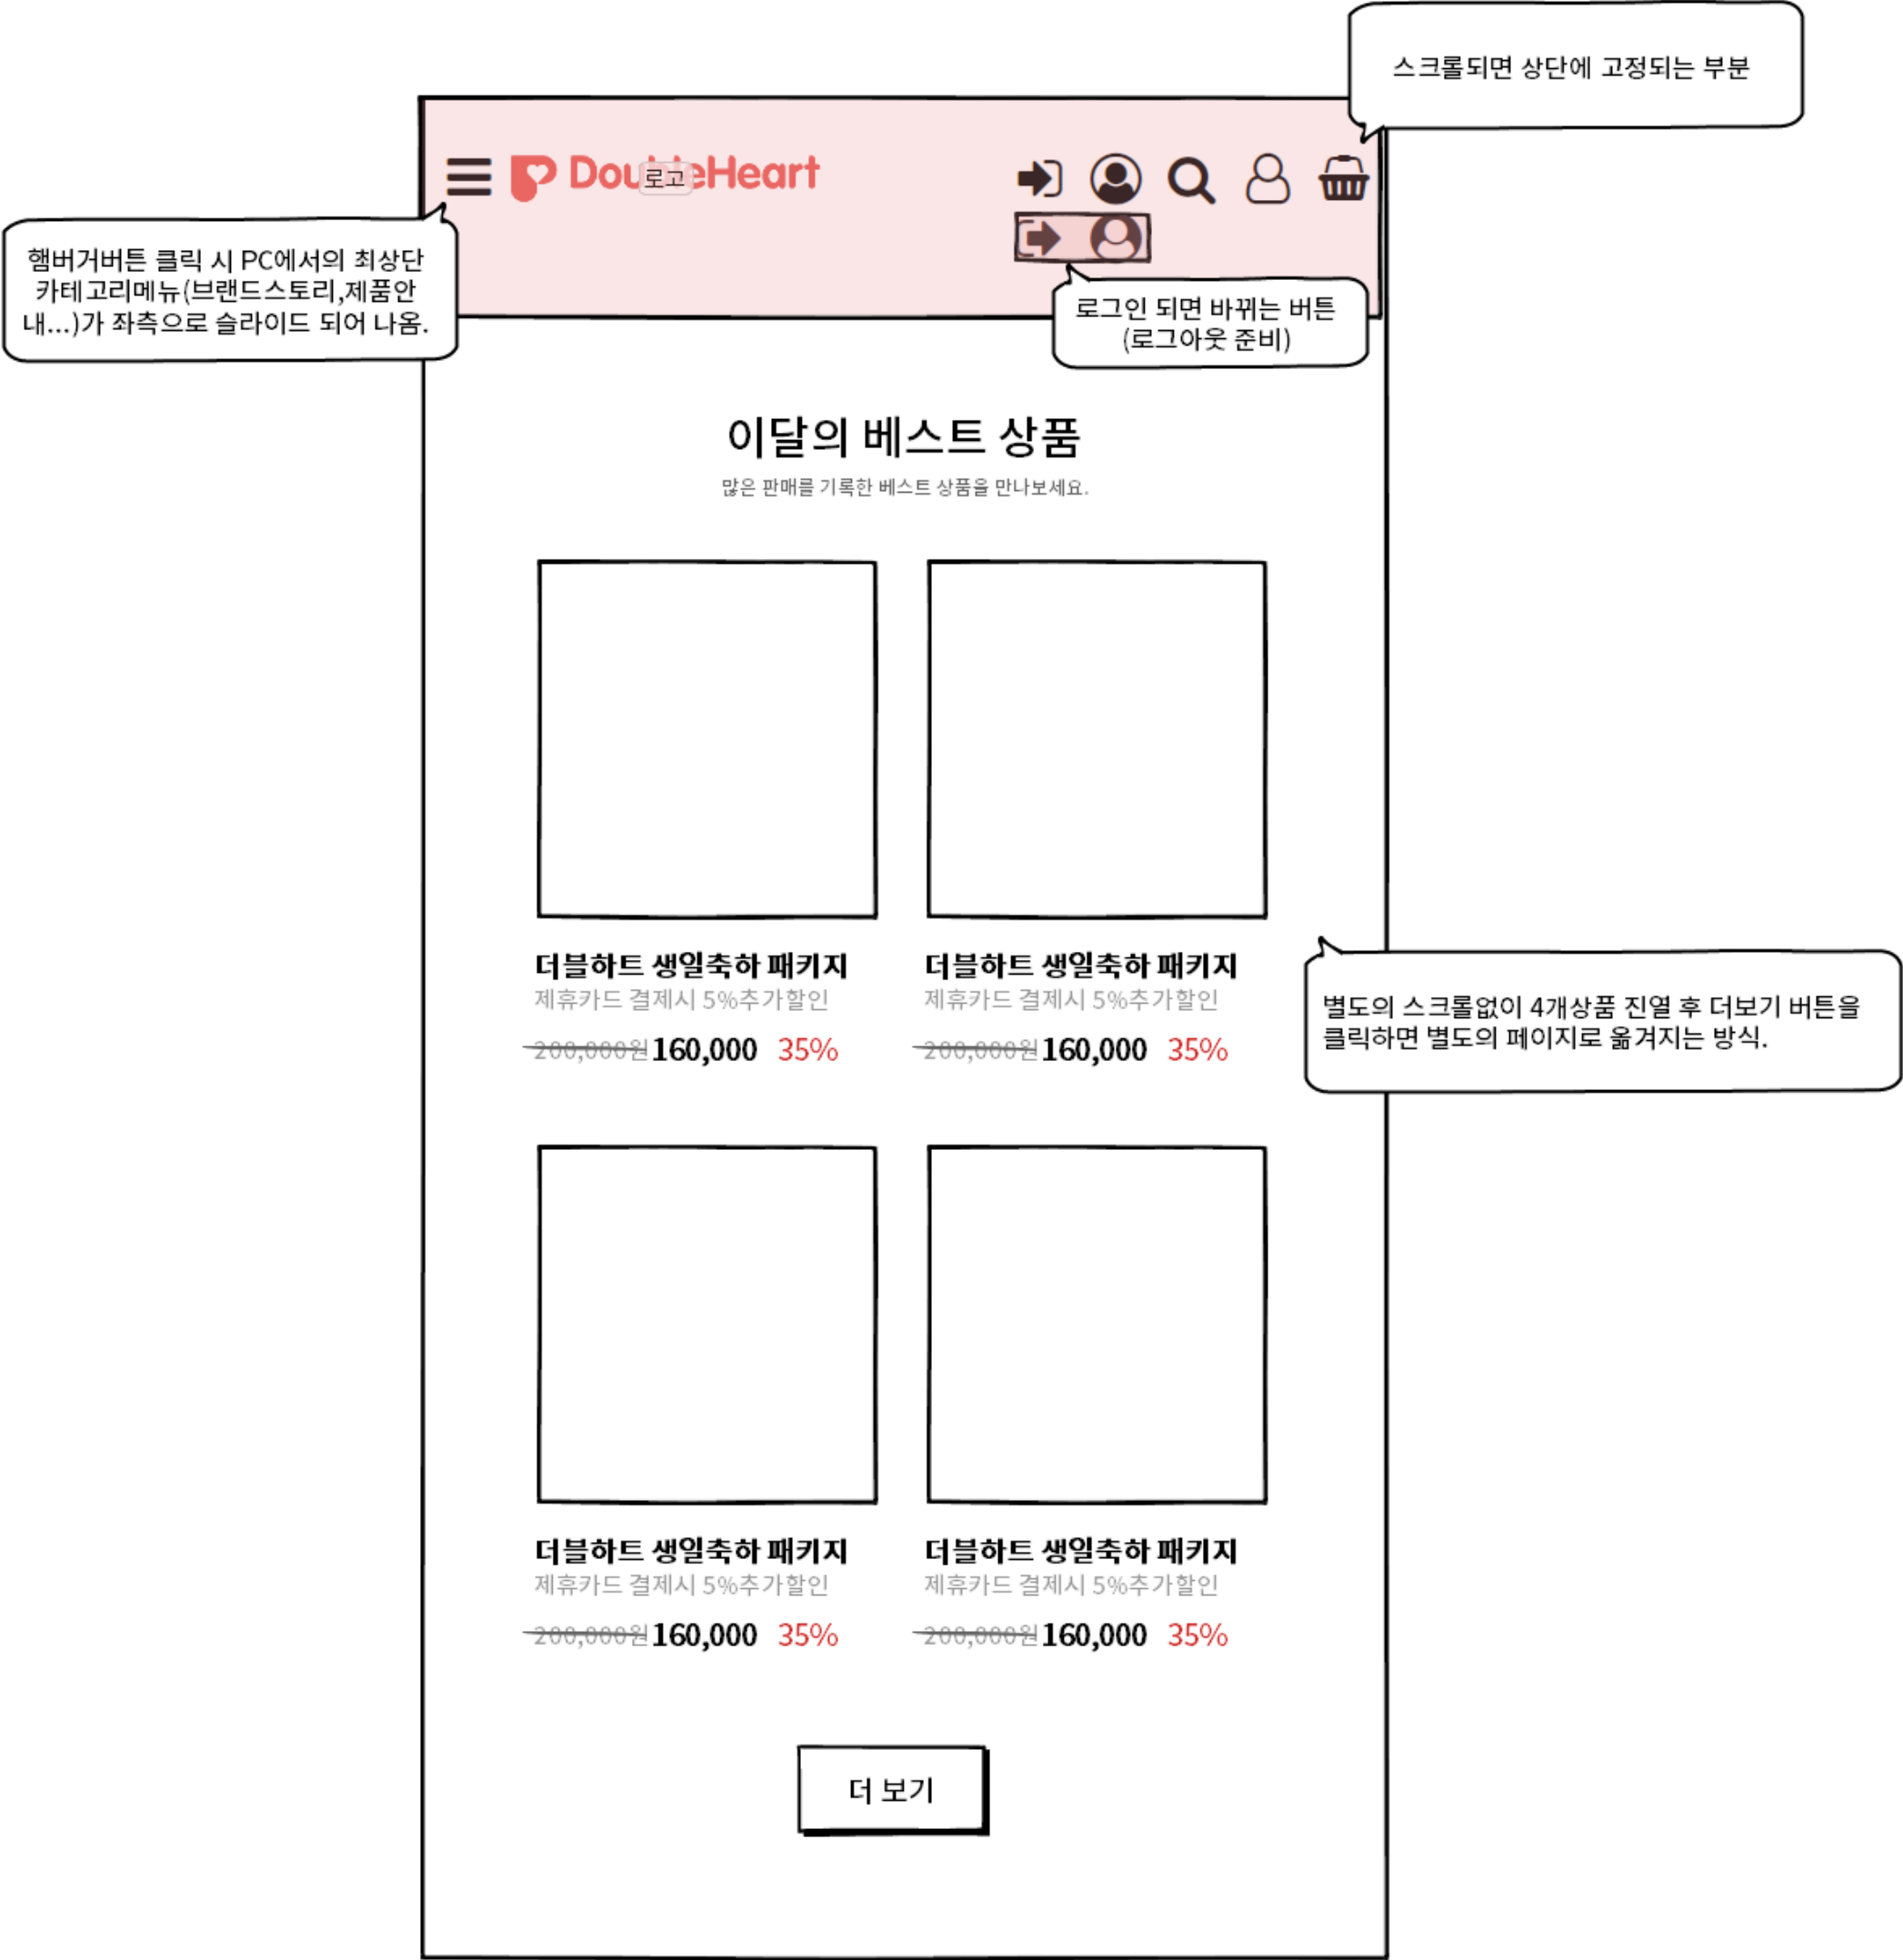 스크롤되면 상단에 고정되는 부분
DoubleHeart
로고
햄버거버튼 클릭 시 PC에서의 최상단
카테고리메뉴(브랜드스토리,제품안
내...)가 좌측으로 슬라이드 되어 나옴.
로그인 되면 바뀌는 버튼
(로그아웃 준비)
이달의 베스트 상품
많은 판매를 기록한 베스트 상품을 만나보세요.
더블하트 생일축하 패키지
제휴카드 결제시 5%추가할인
200,000원 160,000 35%
더블하트 생일축하 패키지
제휴카드 결제시 5%추가할인
200,000원 160,000 35%
별도의 스크롤없이 4개상품 진열 후 더보기 버튼을
클릭하면 별도의 페이지로 옮겨지는 방식.
더블하트 생일축하 패키지
제휴카드 결제시 5%추가할인
200,000원 160,000 35%
더블하트 생일축하 패키지
제휴카드 결제시 5%추가할인
200,000원 160,000 35%
더 보기